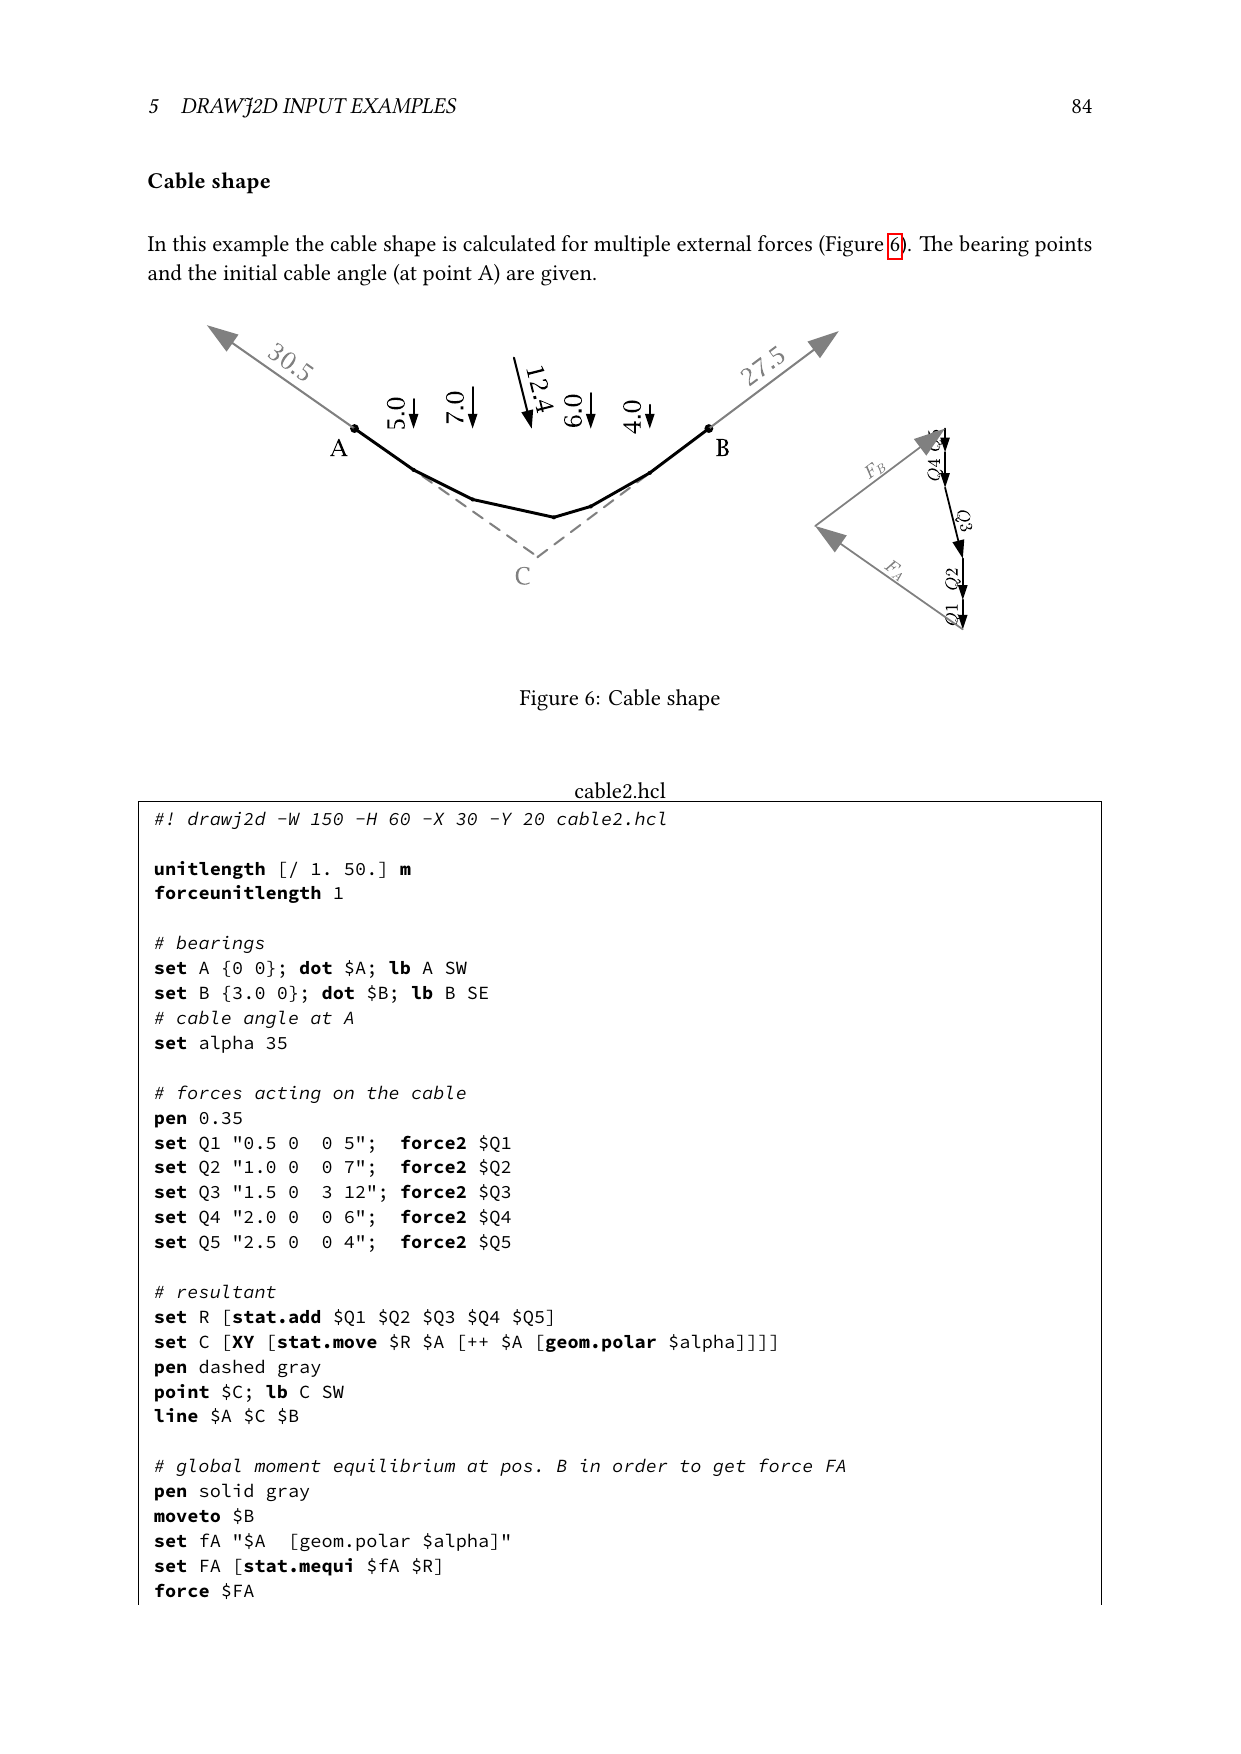 5 DRAWJ2D INPUT EXAMPLES 84
Cable shape
In this example the cable shape is calculated for multiple external forces (Figure 6). The bearing points
and the initial cable angle (at point A) are given.
30.5
5.0
7.0
12.4
6.0
4.0
27.5
A
B
C
F_B
F_A
Q4
Q3
Q2
Q1
Figure 6: Cable shape
cable2.hcl
#! drawj2d -W 150 -H 60 -X 30 -Y 20 cable2.hcl
unitlength [/ 1. 50.] m
forceunitlength 1
# bearings
set A {0 0}; dot $A; lb A SW
set B {3.0 0}; dot $B; lb B SE
# cable angle at A
set alpha 35
# forces acting on the cable
pen 0.35
set Q1 "0.5 0  0 5";  force2 $Q1
set Q2 "1.0 0  0 7";  force2 $Q2
set Q3 "1.5 0  3 12"; force2 $Q3
set Q4 "2.0 0  0 6";  force2 $Q4
set Q5 "2.5 0  0 4";  force2 $Q5
# resultant
set R [stat.add $Q1 $Q2 $Q3 $Q4 $Q5]
set C [XY [stat.move $R $A [++ $A [geom.polar $alpha]]]]
pen dashed gray
point $C; lb C SW
line $A $C $B
# global moment equilibrium at pos. B in order to get force FA
pen solid gray
moveto $B
set fA "$A  [geom.polar $alpha]"
set FA [stat.mequi $fA $R]
force $FA